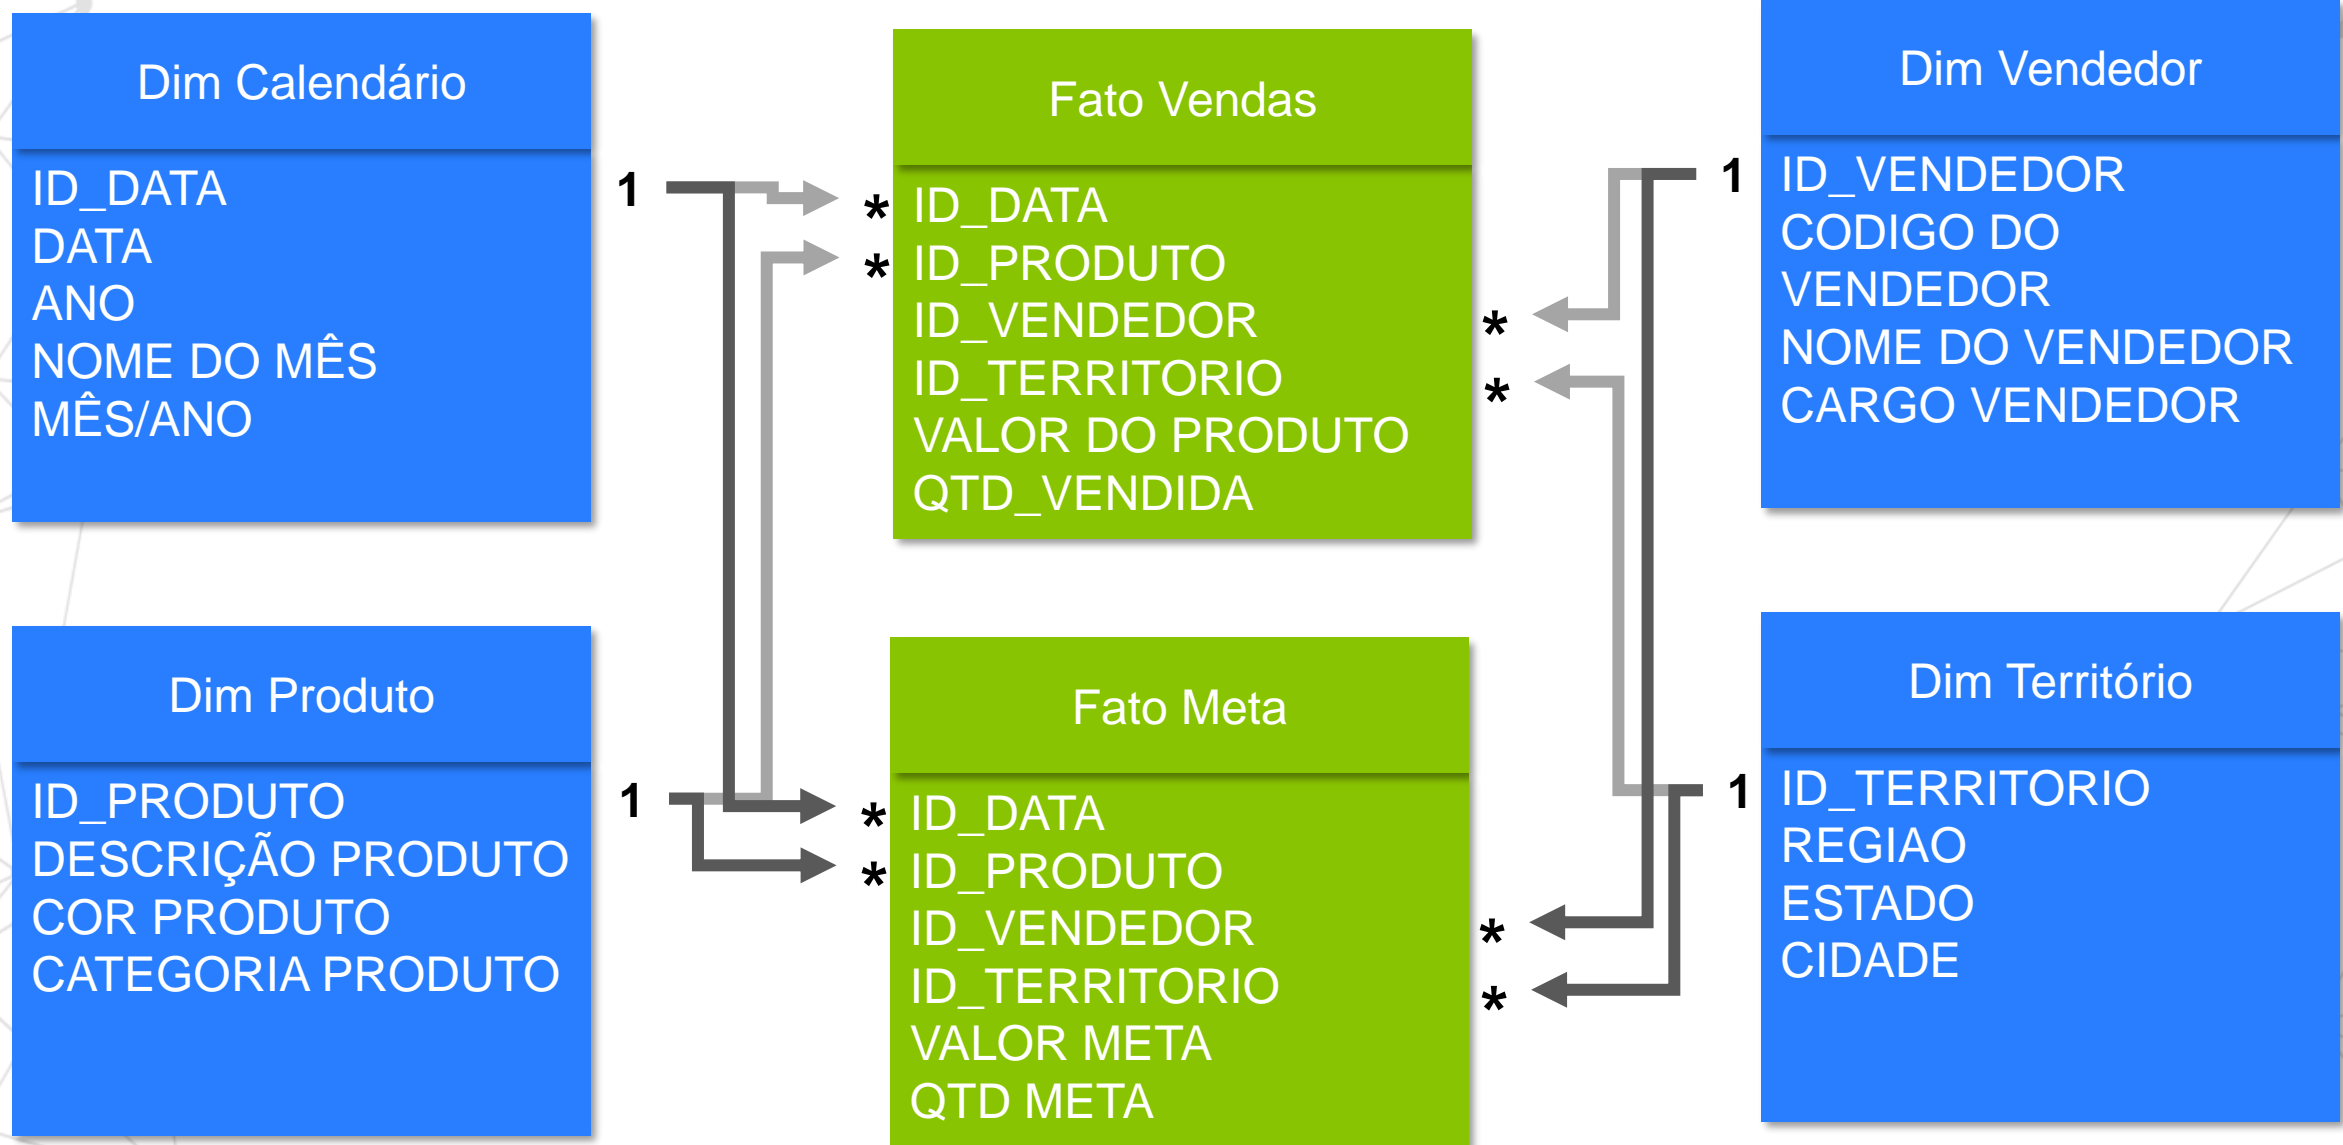 Dim Calendário
ID_DATA
DATA
ANO
NOME DO MÊS
MÊS/ANO
1
*
*
Fato Vendas
ID_DATA
ID_PRODUTO
ID_VENDEDOR
ID_TERRITORIO
VALOR DO PRODUTO
QTD_VENDIDA
*
*
1
Dim Vendedor
ID_VENDEDOR
CODIGO DO
VENDEDOR
NOME DO VENDEDOR
CARGO VENDEDOR
Dim Produto
ID_PRODUTO
DESCRIÇÃO PRODUTO
COR PRODUTO
CATEGORIA PRODUTO
1
*
*
Fato Meta
ID_DATA
ID_PRODUTO
ID_VENDEDOR
ID_TERRITORIO
VALOR META
QTD META
*
*
1
Dim Território
ID_TERRITORIO
REGIAO
ESTADO
CIDADE